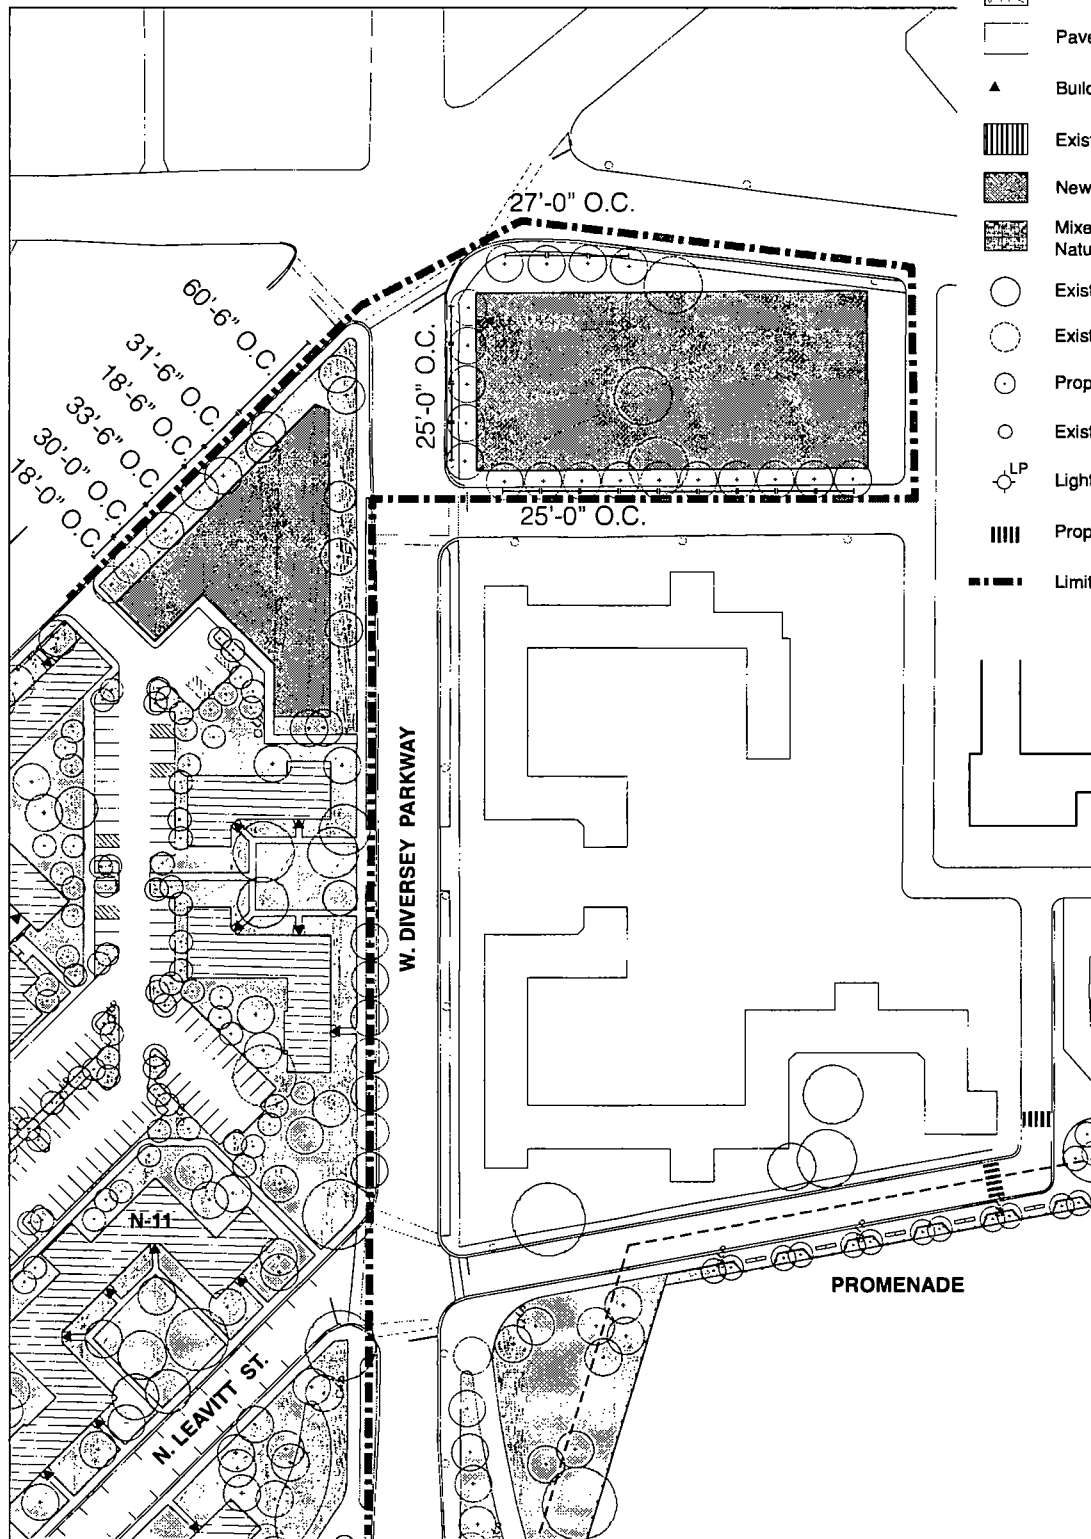 Pave
Build
Exist
New
Mixe
Natu
Exist
Exist
Prop
Exist
LP
Light
Prop
Limit
27'-0" O.C.
60'-6" O.C.
31'-6" O.C.
18'-6" O.C.
33'-6" O.C.
30'-0" O.C.
18'-0" O.C.
25'-0" O.C.
25'-0" O.C.
W. DIVERSEY PARKWAY
N-11
PROMENADE
N. LEAVITT ST.